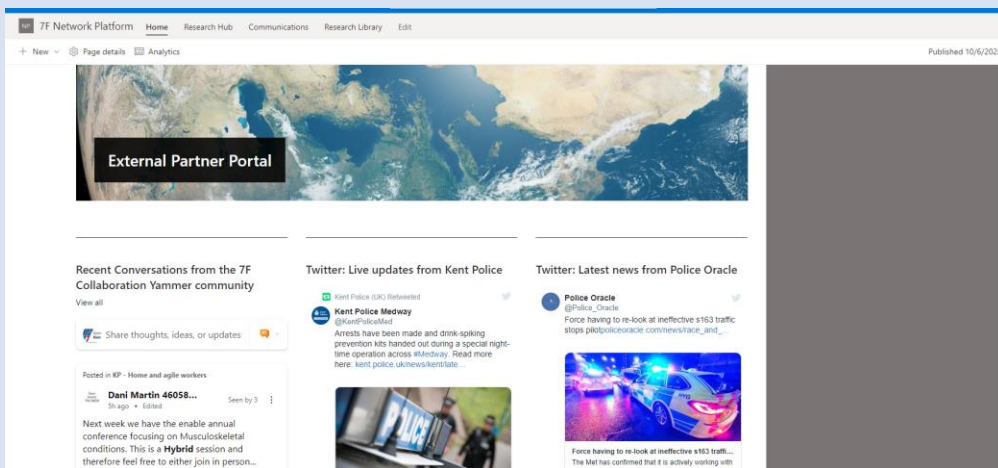 NP 7F Network Platform Home Research Hub Communications Research Library Edit
+ New Page details Analytics
Published 10/6/202
External Partner Portal
Recent Conversations from the 7F
Collaboration Yammer community
View all
Share thoughts, ideas, or updates
Posted in KP - Home and agile workers
Dani Martin 46058...
Seen by 3
5h ago • Edited
Next week we have the enable annual
conference focusing on Musculoskeletal
conditions. This is a Hybrid session and
therefore feel free to either join in person...
Twitter: Live updates from Kent Police
Kent Police (UK) Retweeted
Kent Police Medway
@KentPoliceMed
Arrests have been made and drink-spiking
prevention kits handed out during a special night-
time operation across #Medway. Read more
here: kent.police.uk/news/kent/late...
POLICE
Twitter: Latest news from Police Oracle
Police Oracle
@Police_Oracle
Force having to re-look at ineffective s163 traffic
stops pilotpoliceoracle.com/news/race_and_...
Force having to re-look at ineffective s163 traffi...
The Met has confirmed that it is actively working with